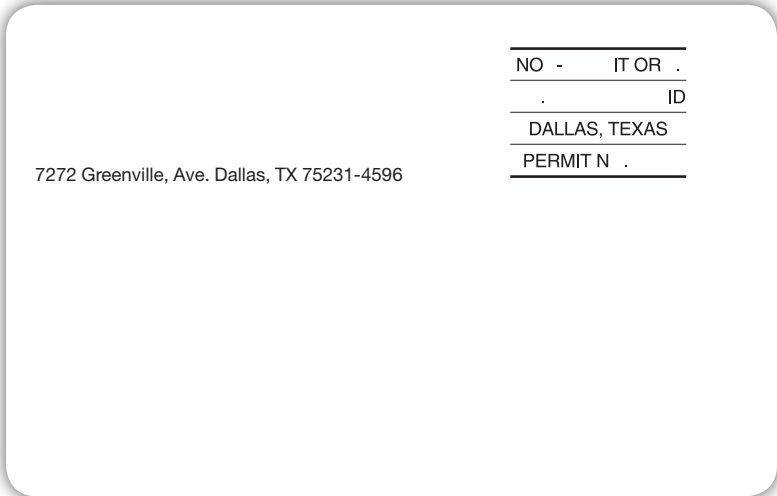 NO - IT OR .
. ID
DALLAS, TEXAS
PERMIT N .
7272 Greenville, Ave. Dallas, TX 75231-4596